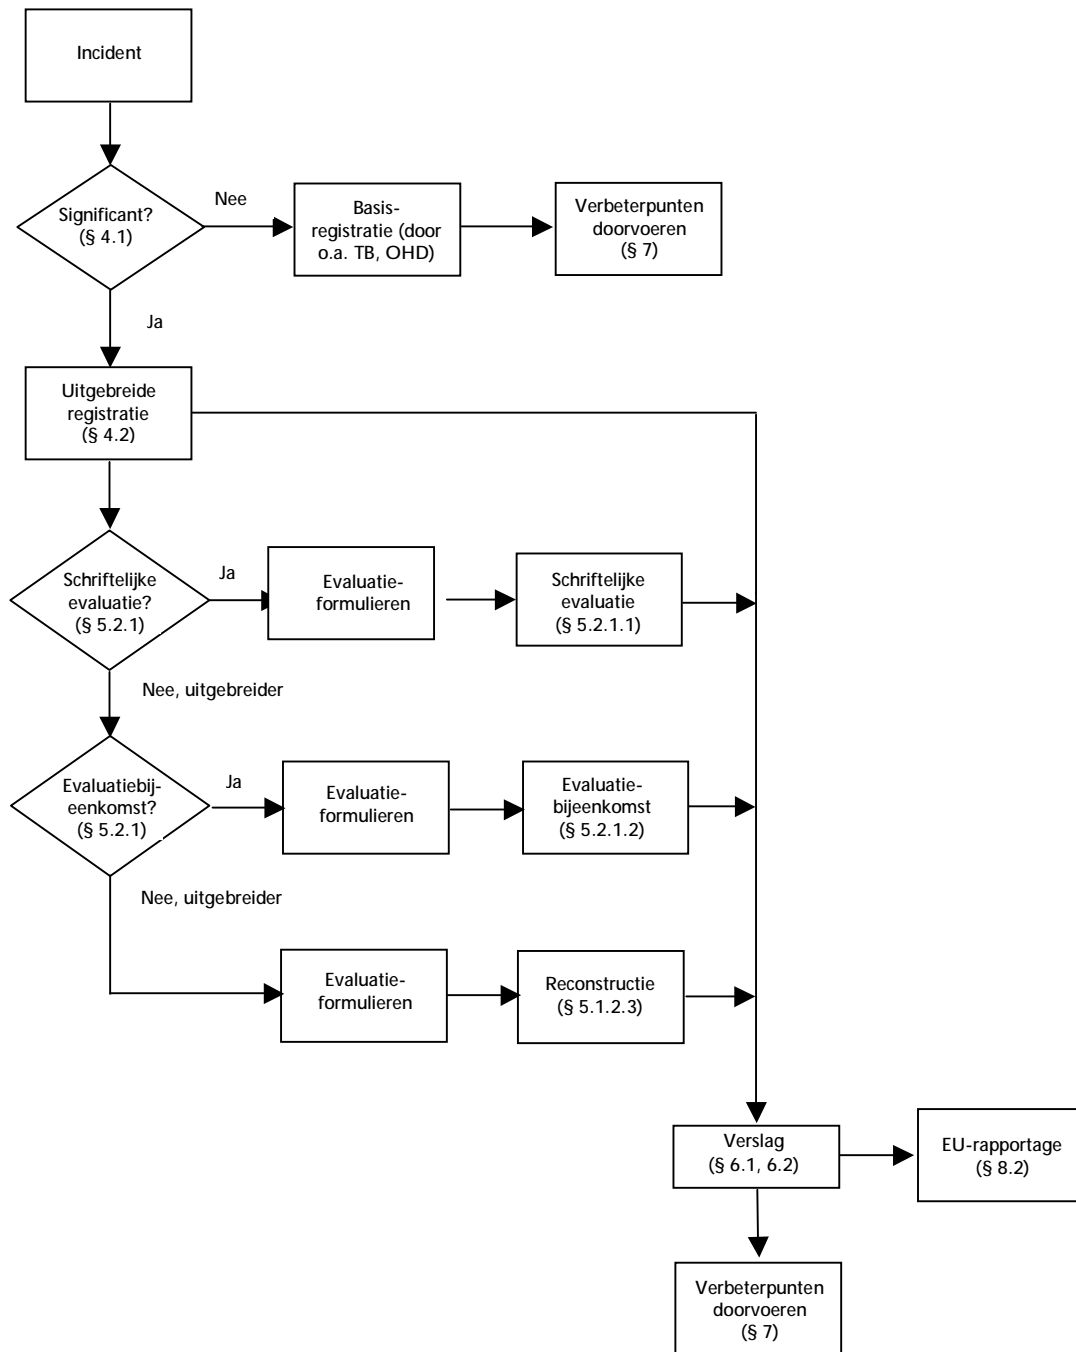 Incident
Significant?
(§ 4.1)
Nee
Basis-
registratie (door
o.a. TB, OHD)
Verbeterpunten
doorvoeren
(§ 7)
Ja
Uitgebreide
registratie
(§ 4.2)
Schriftelijke
evaluatie?
(§ 5.2.1)
Ja
Evaluatie-
formulieren
Schriftelijke
evaluatie
(§ 5.2.1.1)
Nee, uitgebreider
Evaluatiebij-
eenkomst?
(§ 5.2.1)
Ja
Evaluatie-
formulieren
Evaluatie-
bijeenkomst
(§ 5.2.1.2)
Nee, uitgebreider
Evaluatie-
formulieren
Reconstructie
(§ 5.1.2.3)
Verslag
(§ 6.1, 6.2)
EU-rapportage
(§ 8.2)
Verbeterpunten
doorvoeren
(§ 7)